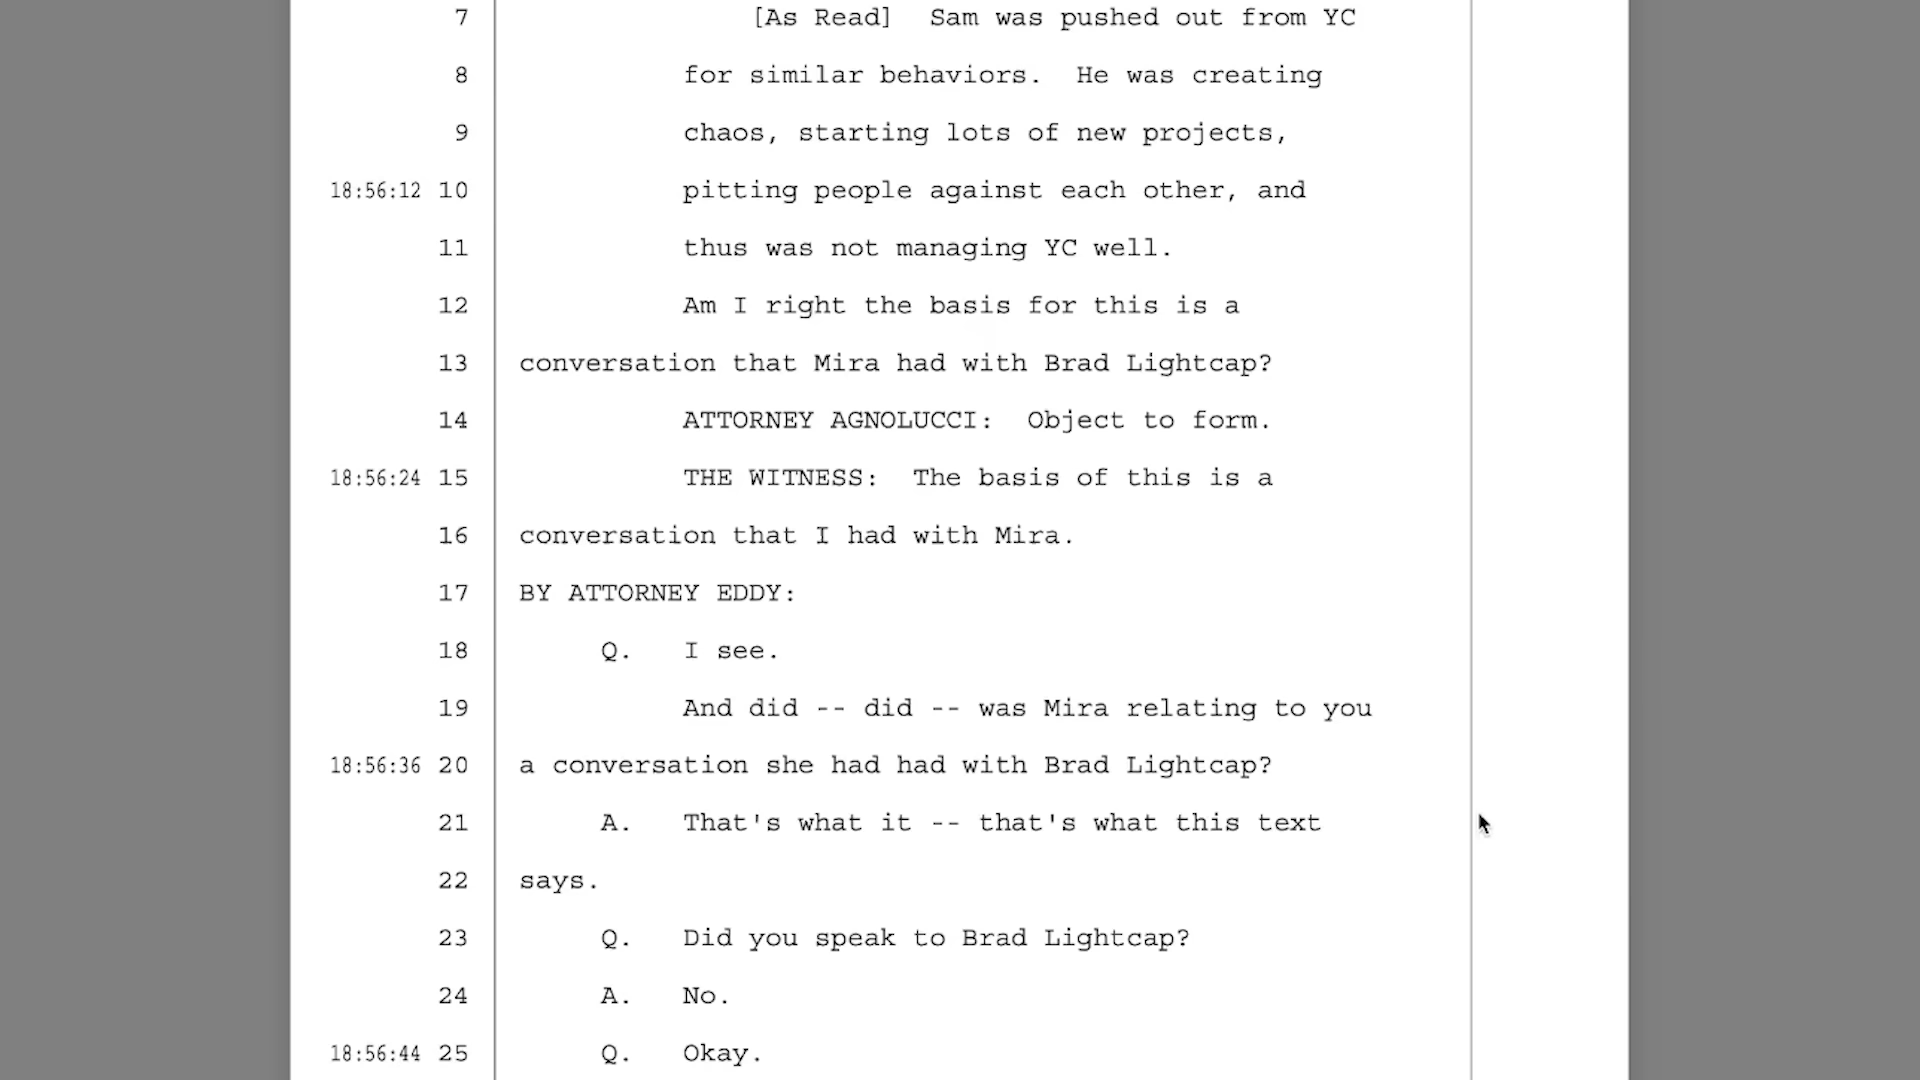 7 [As Read] Sam was pushed out from YC
8 for similar behaviors. He was creating
9 chaos, starting lots of new projects,
18:56:12 10 pitting people against each other, and
11 thus was not managing YC well.
12 Am I right the basis for this is a
13 conversation that Mira had with Brad Lightcap?
14 ATTORNEY AGNOLUCCI: Object to form.
18:56:24 15 THE WITNESS: The basis of this is a
16 conversation that I had with Mira.
17 BY ATTORNEY EDDY:
18 Q. I see.
19 And did -- did -- was Mira relating to you
18:56:36 20 a conversation she had had with Brad Lightcap?
21 A. That's what it -- that's what this text
22 says.
23 Q. Did you speak to Brad Lightcap?
24 A. No.
18:56:44 25 Q. Okay.